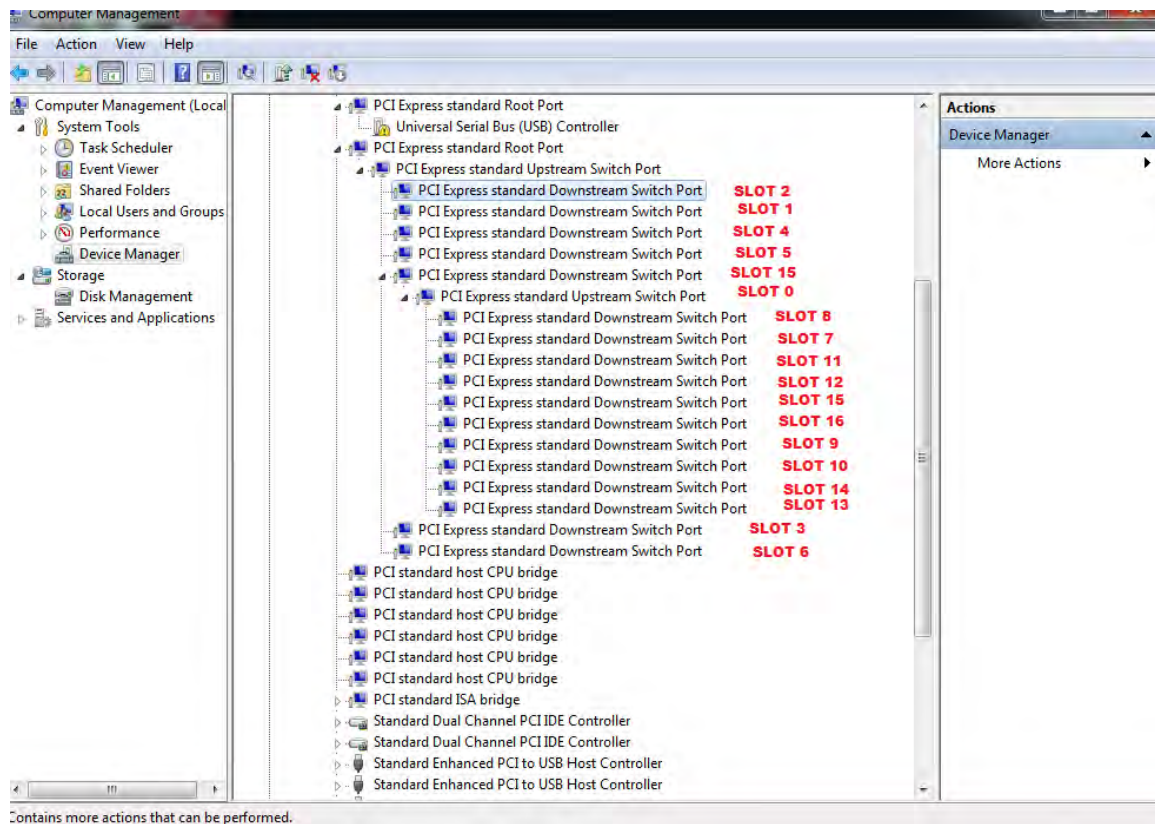 Computer Management
File Action View Help
Computer Management (Local
System Tools
Task Scheduler
Event Viewer
Shared Folders
Local Users and Groups
Performance
Device Manager
Storage
Disk Management
Services and Applications
PCI Express standard Root Port
Universal Serial Bus (USB) Controller
PCI Express standard Root Port
PCI Express standard Upstream Switch Port
PCI Express standard Downstream Switch Port SLOT 2
PCI Express standard Downstream Switch Port SLOT 1
PCI Express standard Downstream Switch Port SLOT 4
PCI Express standard Downstream Switch Port SLOT 5
PCI Express standard Downstream Switch Port SLOT 15
PCI Express standard Upstream Switch Port SLOT 0
PCI Express standard Downstream Switch Port SLOT 8
PCI Express standard Downstream Switch Port SLOT 7
PCI Express standard Downstream Switch Port SLOT 11
PCI Express standard Downstream Switch Port SLOT 12
PCI Express standard Downstream Switch Port SLOT 15
PCI Express standard Downstream Switch Port SLOT 16
PCI Express standard Downstream Switch Port SLOT 9
PCI Express standard Downstream Switch Port SLOT 10
PCI Express standard Downstream Switch Port SLOT 14
PCI Express standard Downstream Switch Port SLOT 13
PCI Express standard Downstream Switch Port SLOT 3
PCI Express standard Downstream Switch Port SLOT 6
PCI standard host CPU bridge
PCI standard host CPU bridge
PCI standard host CPU bridge
PCI standard host CPU bridge
PCI standard host CPU bridge
PCI standard host CPU bridge
PCI standard ISA bridge
Standard Dual Channel PCI IDE Controller
Standard Dual Channel PCI IDE Controller
Standard Enhanced PCI to USB Host Controller
Standard Enhanced PCI to USB Host Controller
Actions
Device Manager
More Actions
Contains more actions that can be performed.